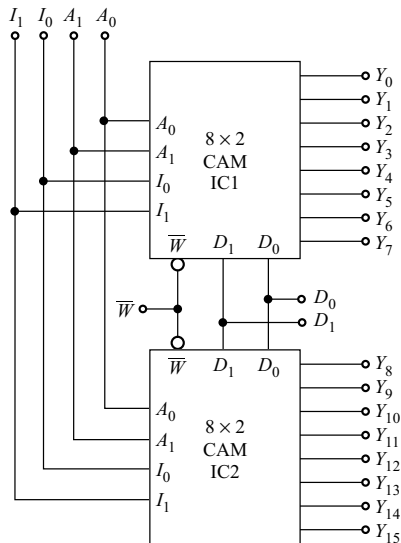 I₁ I₀ A₁ A₀
Y₀
Y₁
Y₂
Y₃
Y₄
Y₅
Y₆
Y₇
A₀
A₁
I₀
I₁
8 × 2
CAM
IC1
W̅ D₁ D₀
W̅
D₀
D₁
W̅ D₁ D₀
A₀
A₁
I₀
I₁
8 × 2
CAM
IC2
Y₈
Y₉
Y₁₀
Y₁₁
Y₁₂
Y₁₃
Y₁₄
Y₁₅